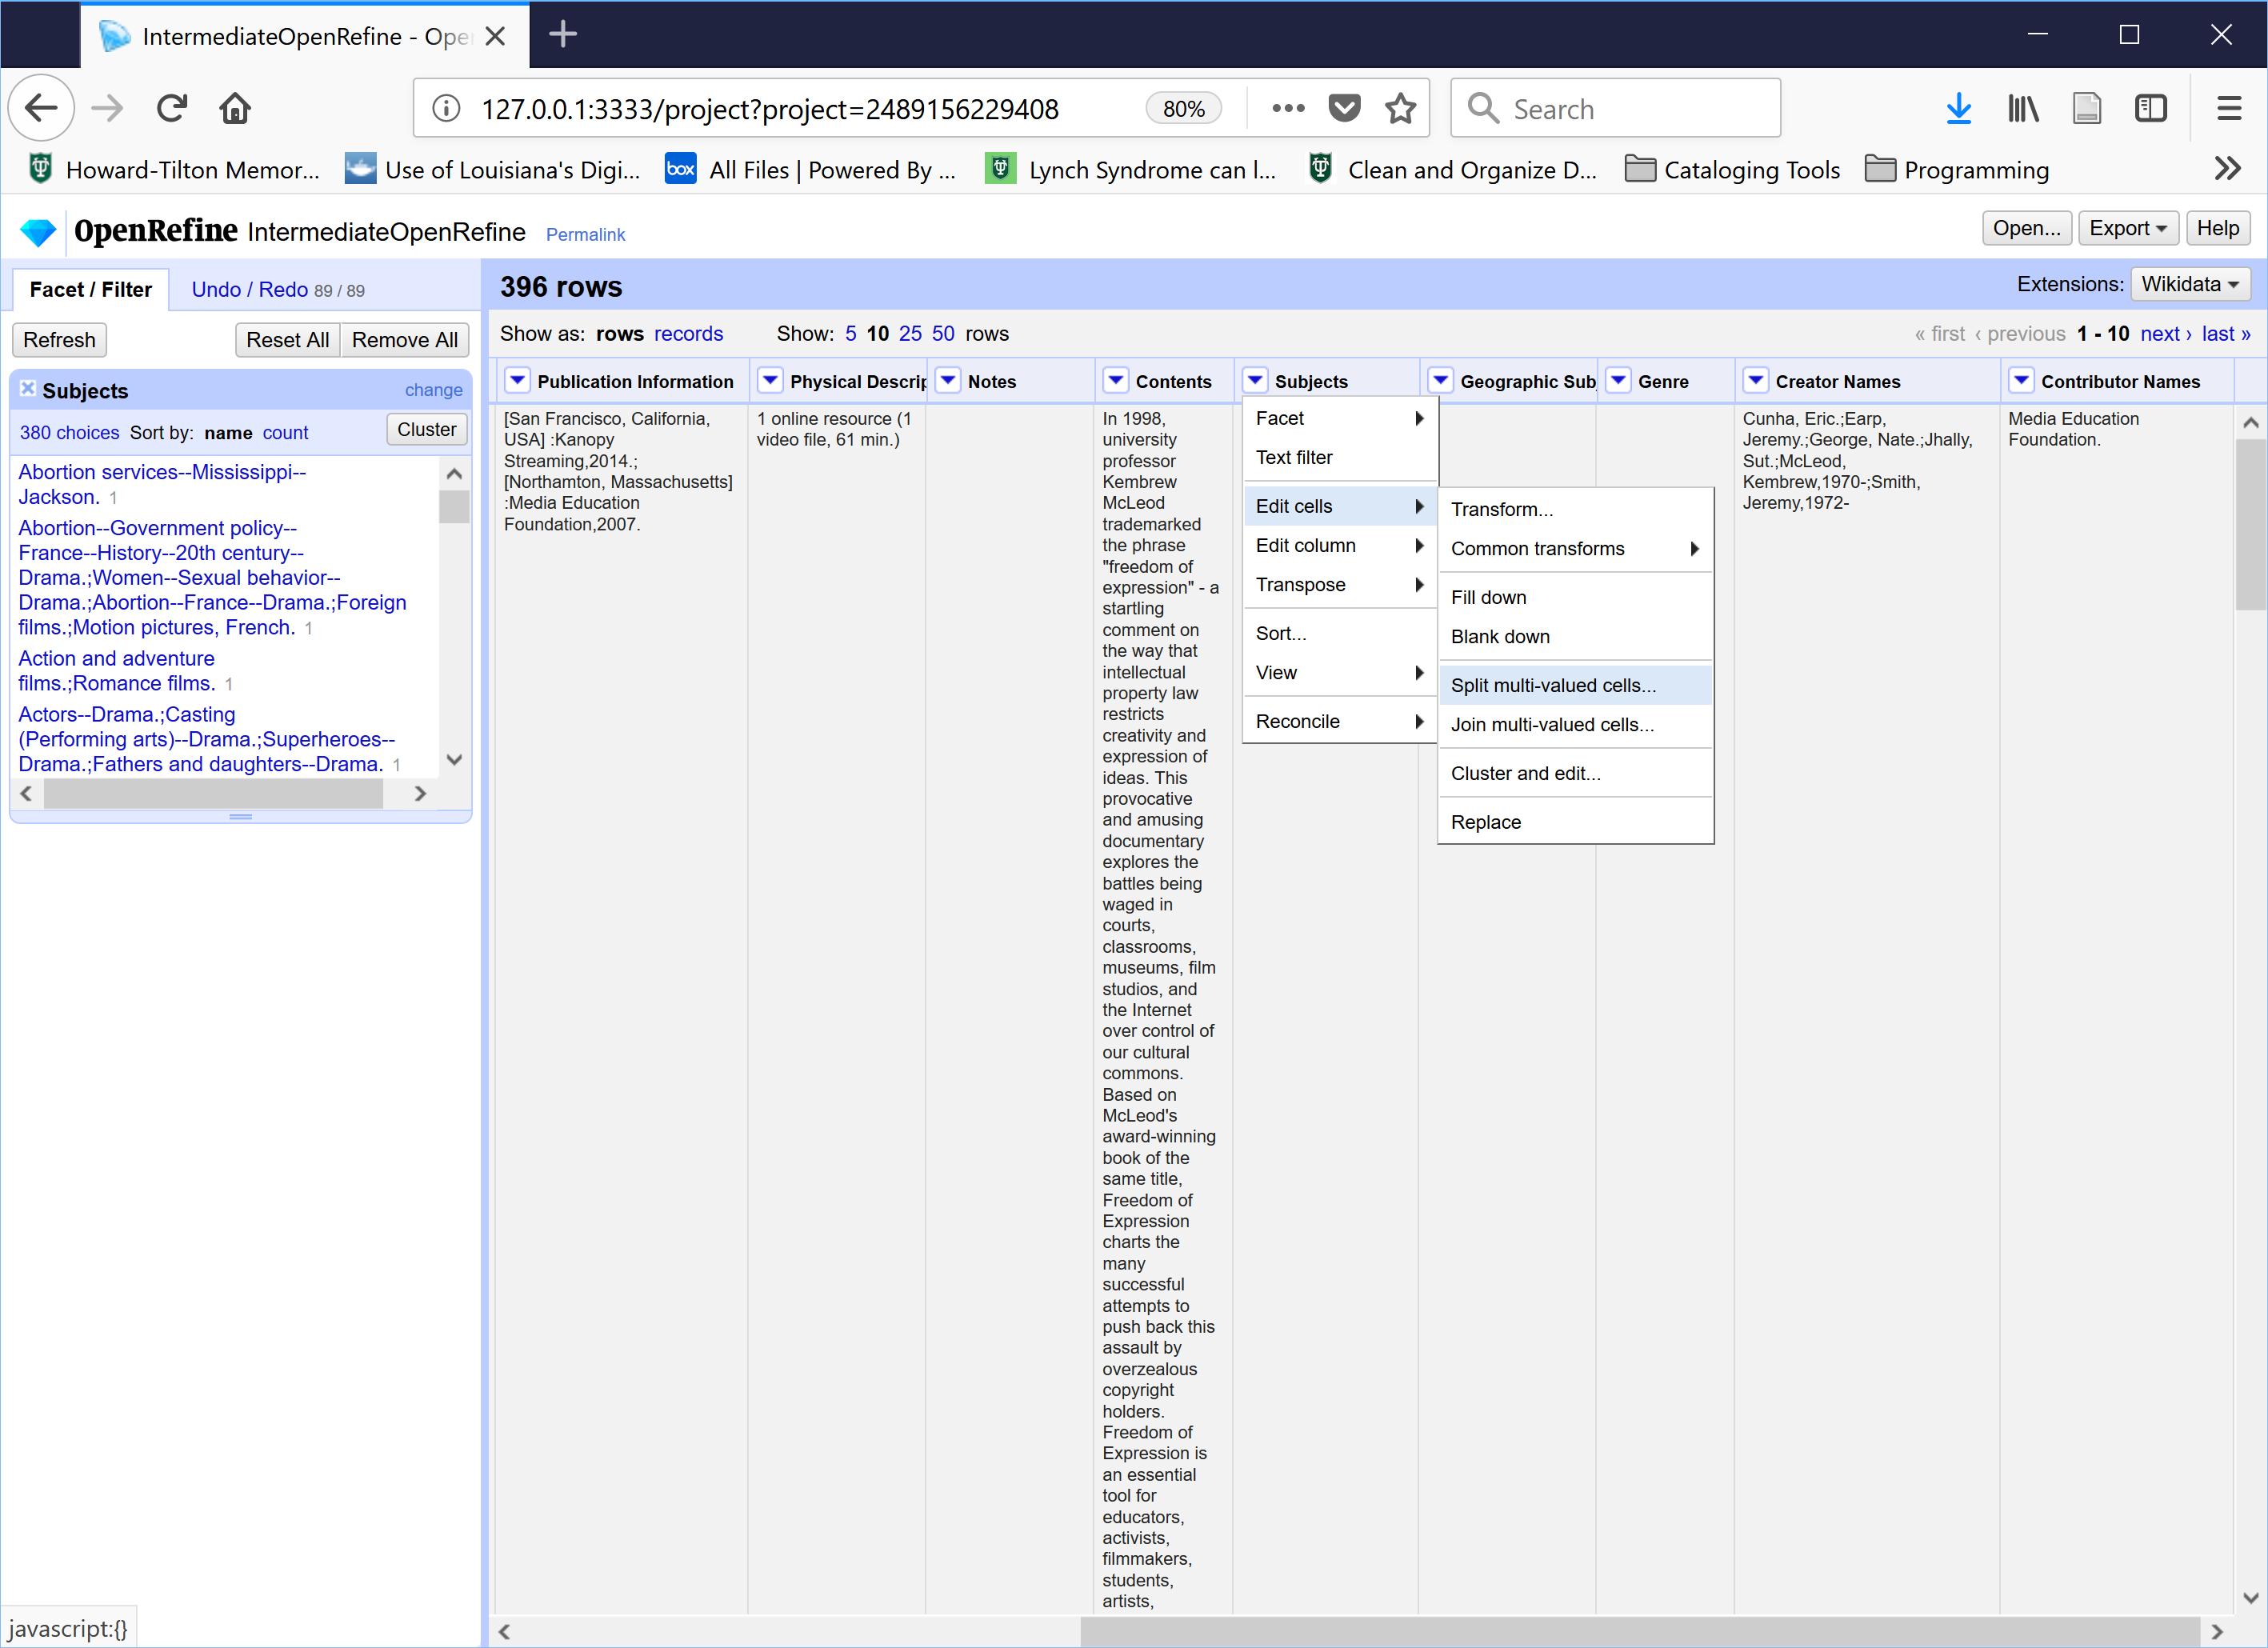 IntermediateOpenRefine - Ope
127.0.0.1:3333/project?project=2489156229408
80%
Search
Howard-Tilton Memor...
Use of Louisiana's Digi...
box
All Files | Powered By ...
Lynch Syndrome can l...
Clean and Organize D...
Cataloging Tools
Programming
OpenRefine IntermediateOpenRefine Permalink
Open...
Export
Help
Facet / Filter
Undo / Redo 89 / 89
Refresh
Reset All
Remove All
Subjects
change
380 choices Sort by: name count
Cluster
Abortion services--Mississippi--
Jackson. 1
Abortion--Government policy--
France--History--20th century--
Drama.;Women--Sexual behavior--
Drama.;Abortion--France--Drama.;Foreign
films.;Motion pictures, French. 1
Action and adventure
films.;Romance films. 1
Actors--Drama.;Casting
(Performing arts)--Drama.;Superheroes--
Drama.;Fathers and daughters--Drama. 1
396 rows
Extensions: Wikidata
Show as: rows records Show: 5 10 25 50 rows
« first ‹ previous 1 - 10 next › last »
Publication Information
Physical Descrip
Notes
Contents
Subjects
Geographic Sub
Genre
Creator Names
Contributor Names
[San Francisco, California,
USA] :Kanopy
Streaming,2014.;
[Northamton, Massachusetts]
:Media Education
Foundation,2007.
1 online resource (1
video file, 61 min.)
In 1998,
university
professor
Kembrew
McLeod
trademarked
the phrase
"freedom of
expression" - a
startling
comment on
the way that
intellectual
property law
restricts
creativity and
expression of
ideas. This
provocative
and amusing
documentary
explores the
battles being
waged in
courts,
classrooms,
museums, film
studios, and
the Internet
over control of
our cultural
commons.
Based on
McLeod's
award-winning
book of the
same title,
Freedom of
Expression
charts the
many
successful
attempts to
push back this
assault by
overzealous
copyright
holders.
Freedom of
Expression is
an essential
tool for
educators,
activists,
filmmakers,
students,
artists,
Facet
Text filter
Edit cells
Edit column
Transpose
Sort...
View
Reconcile
Transform...
Common transforms
Fill down
Blank down
Split multi-valued cells...
Join multi-valued cells...
Cluster and edit...
Replace
Cunha, Eric.;Earp,
Jeremy.;George, Nate.;Jhally,
Sut.;McLeod,
Kembrew,1970-;Smith,
Jeremy,1972-
Media Education
Foundation.
javascript:{}